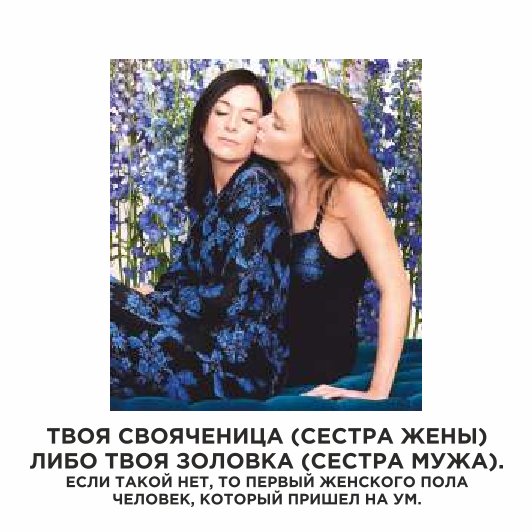 ТВОЯ СВОЯЧЕНИЦА (СЕСТРА ЖЕНЫ)
ЛИБО ТВОЯ ЗОЛОВКА (СЕСТРА МУЖА).
ЕСЛИ ТАКОЙ НЕТ, ТО ПЕРВЫЙ ЖЕНСКОГО ПОЛА
ЧЕЛОВЕК, КОТОРЫЙ ПРИШЕЛ НА УМ.